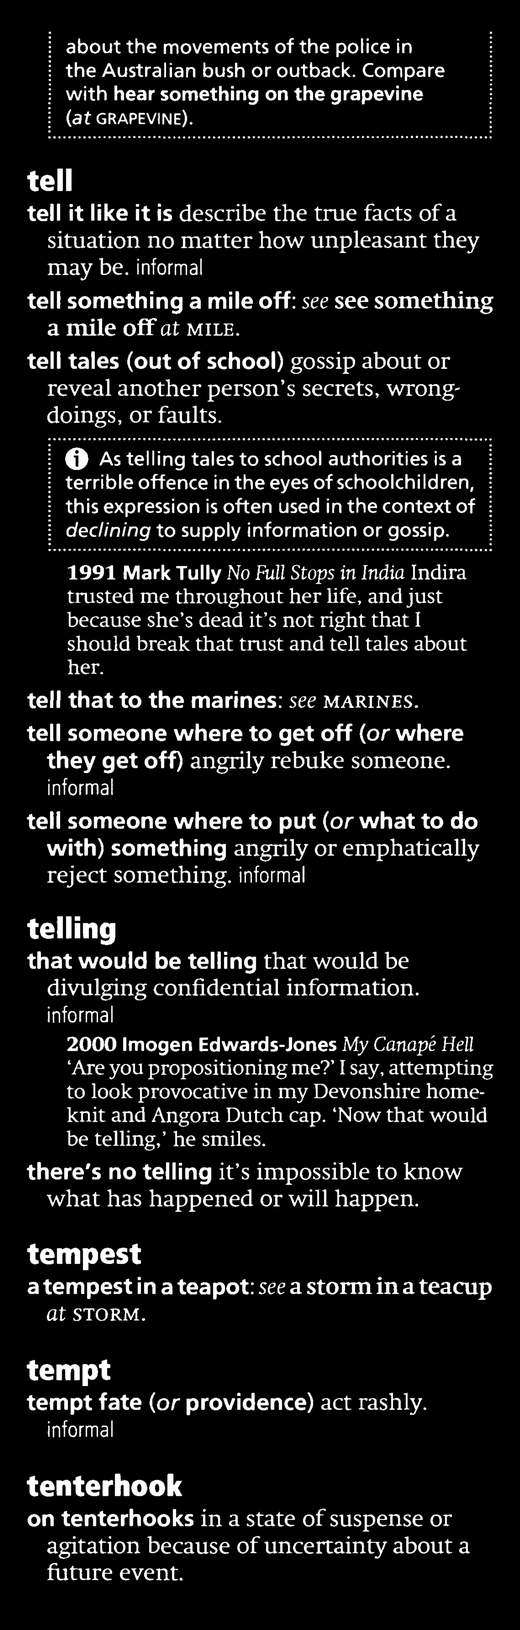 about the movements of the police in
the Australian bush or outback. Compare
with hear something on the grapevine
(at GRAPEVINE).
tell
tell it like it is describe the true facts of a
situation no matter how unpleasant they
may be. informal
tell something a mile off: see see something
a mile off at MILE.
tell tales (out of school) gossip about or
reveal another person's secrets, wrong-
doings, or faults.
As telling tales to school authorities is a
terrible offence in the eyes of schoolchildren,
this expression is often used in the context of
declining to supply information or gossip.
1991 Mark Tully No Full Stops in India Indira
trusted me throughout her life, and just
because she's dead it's not right that I
should break that trust and tell tales about
her.
tell that to the marines: see MARINES.
tell someone where to get off (or where
they get off) angrily rebuke someone.
informal
tell someone where to put (or what to do
with) something angrily or emphatically
reject something. informal
telling
that would be telling that would be
divulging confidential information.
informal
2000 Imogen Edwards-Jones My Canapé Hell
‘Are you propositioning me?’ I say, attempting
to look provocative in my Devonshire home-
knit and Angora Dutch cap. ‘Now that would
be telling,’ he smiles.
there's no telling it's impossible to know
what has happened or will happen.
tempest
a tempest in a teapot: see a storm in a teacup
at STORM.
tempt
tempt fate (or providence) act rashly.
informal
tenterhook
on tenterhooks in a state of suspense or
agitation because of uncertainty about a
future event.